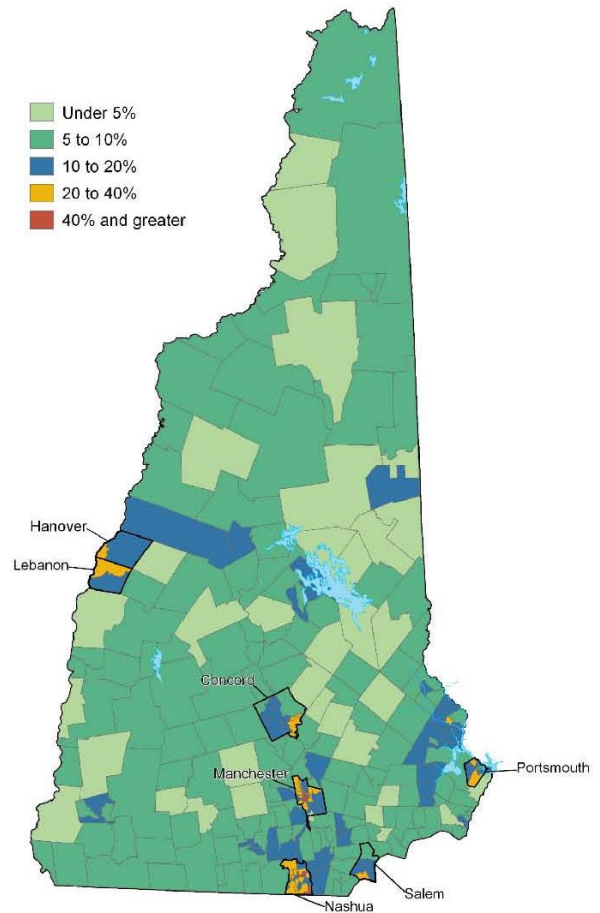 Under 5%
5 to 10%
10 to 20%
20 to 40%
40% and greater
Hanover
Lebanon
Concord
Manchester
Portsmouth
Salem
Nashua